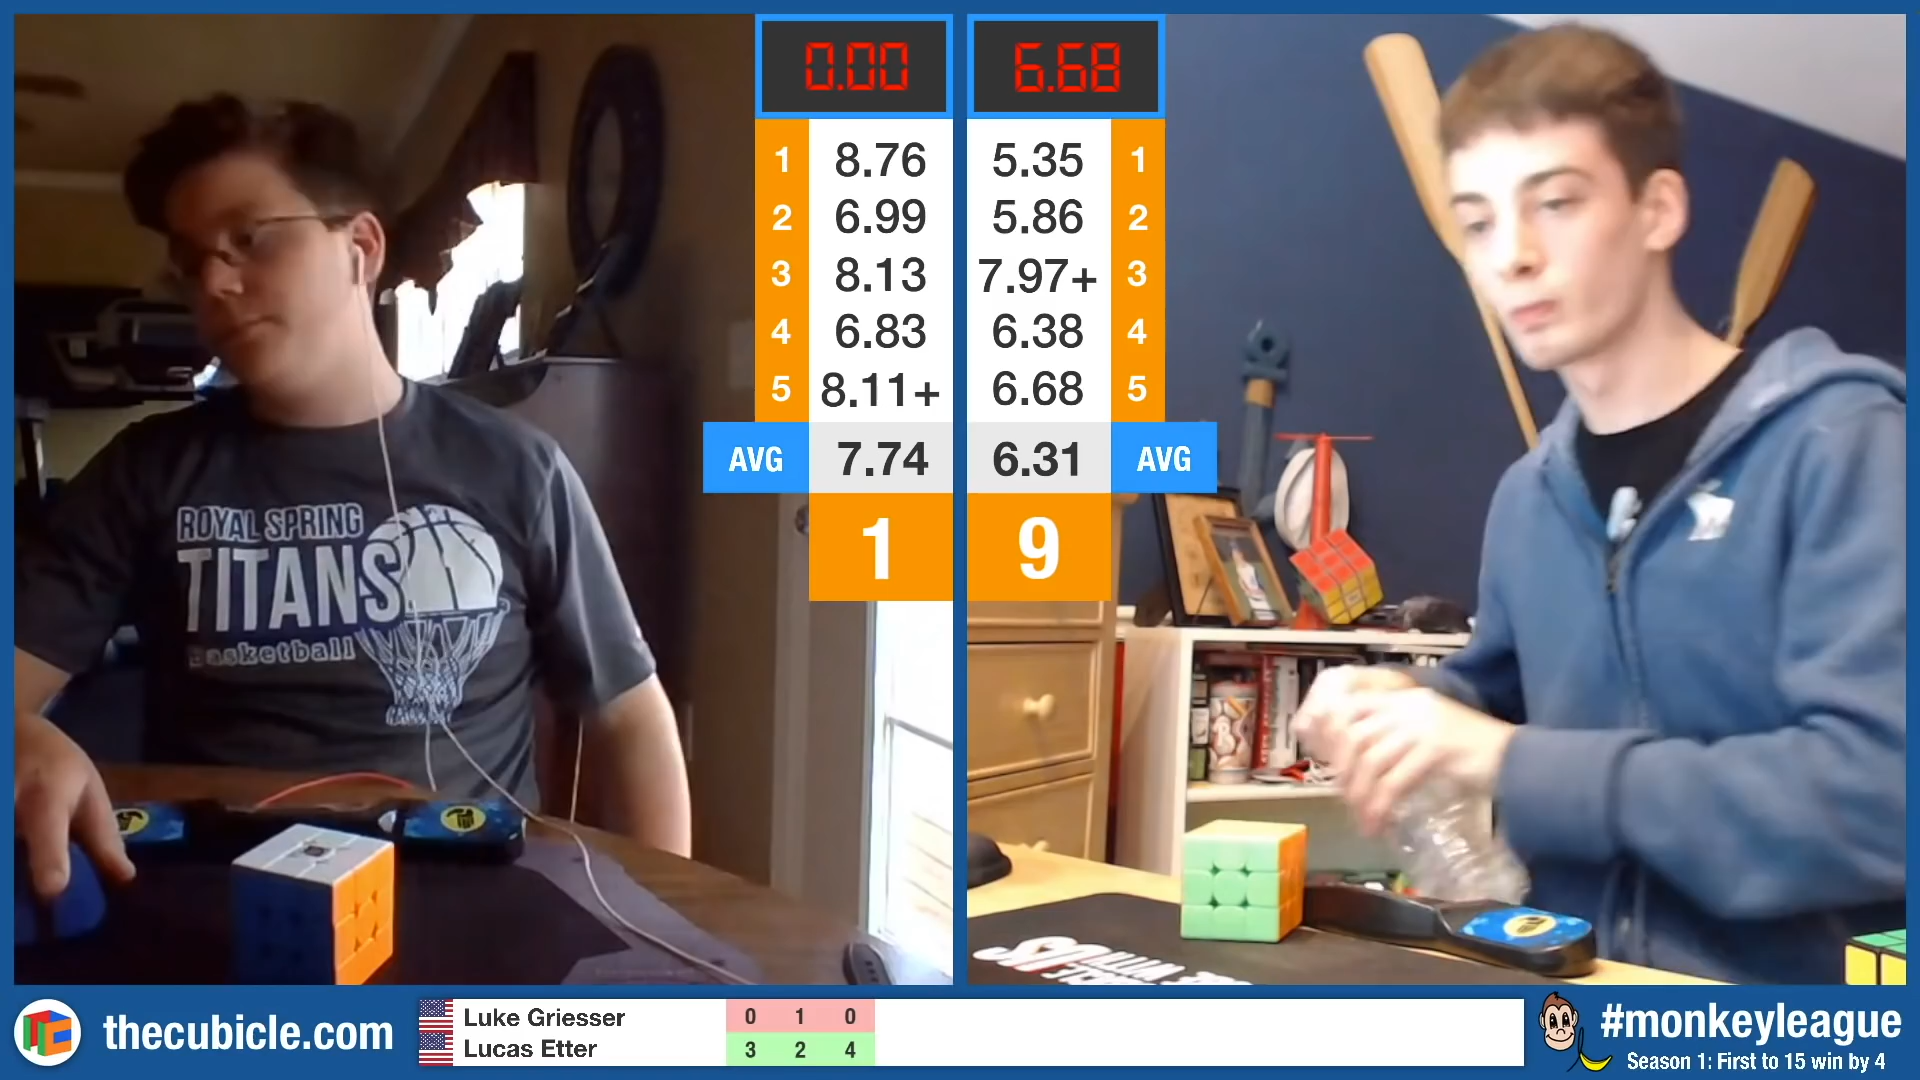 0.00 6.68
1 8.76 5.35 1
2 6.99 5.86 2
3 8.13 7.97+ 3
4 6.83 6.38 4
5 8.11+ 6.68 5
AVG 7.74 6.31 AVG
1 9
ROYAL SPRING
TITANS
Basketball
thecubicle.com
Luke Griesser 0 1 0
Lucas Etter 3 2 4
#monkeyleague
Season 1: First to 15 win by 4